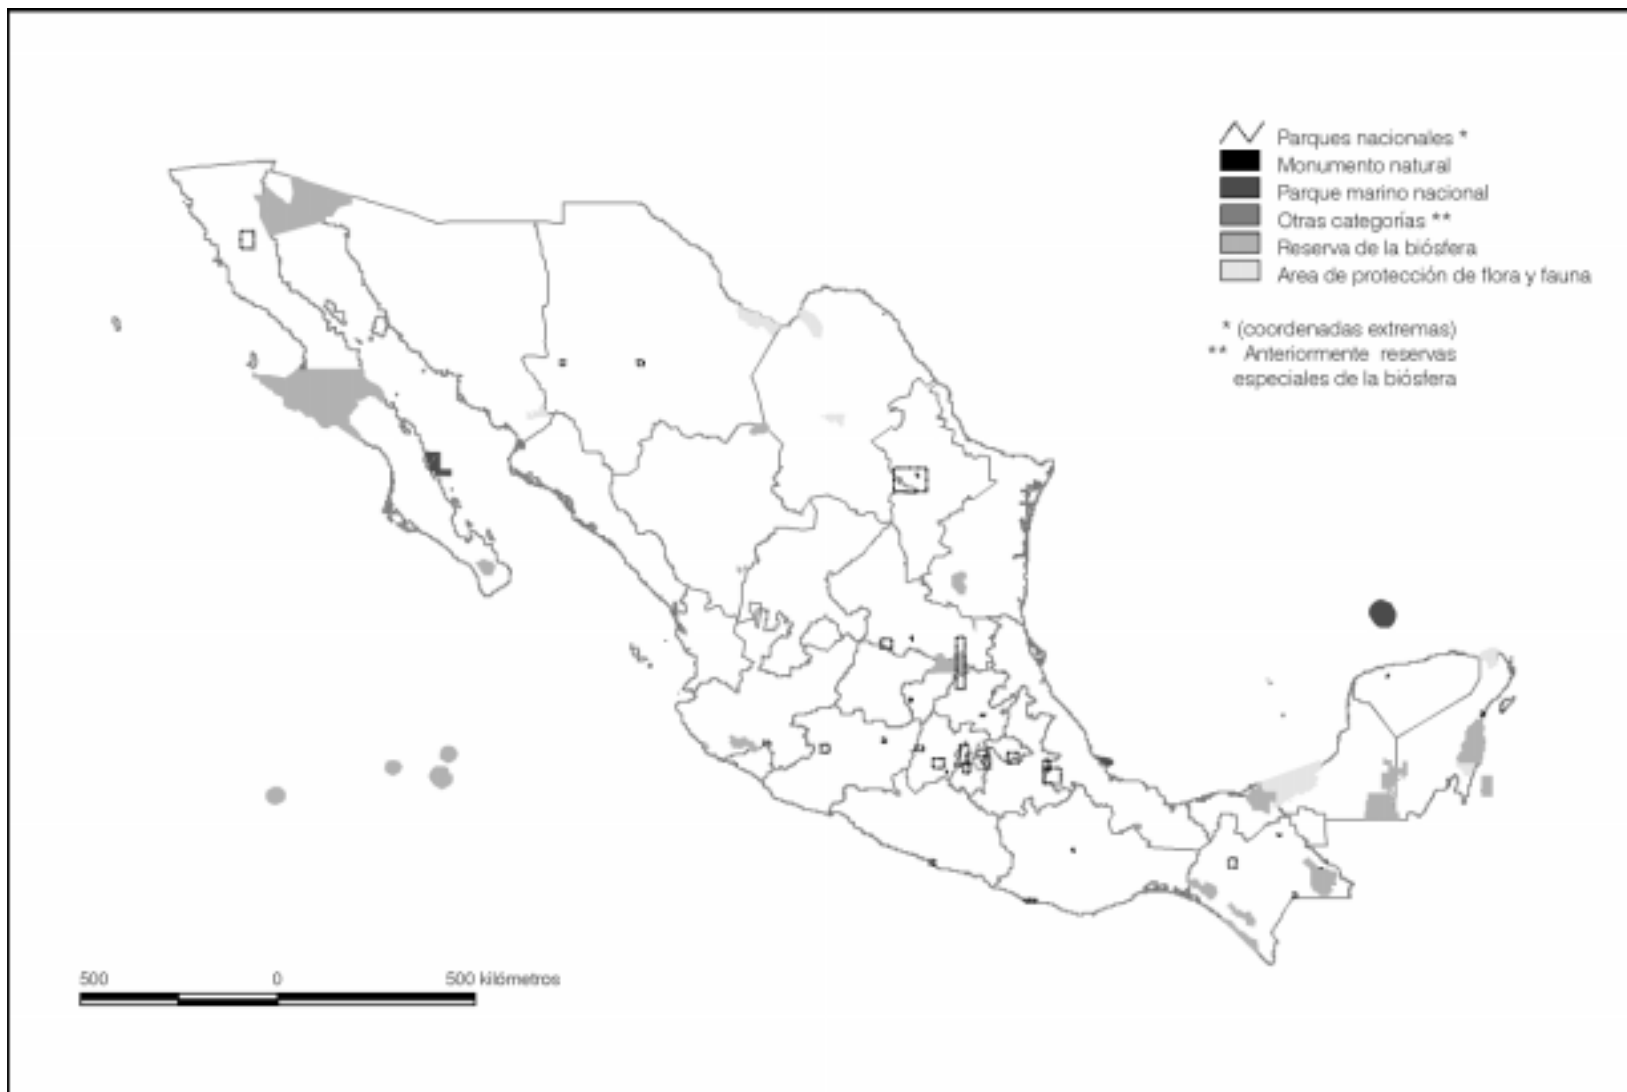 Parques nacionales *
Monumento natural
Parque marino nacional
Otras categorías **
Reserva de la biósfera
Area de protección de flora y fauna
* (coordenadas extremas)
** Anteriormente reservas
especiales de la biósfera
500 0 500 kilómetros